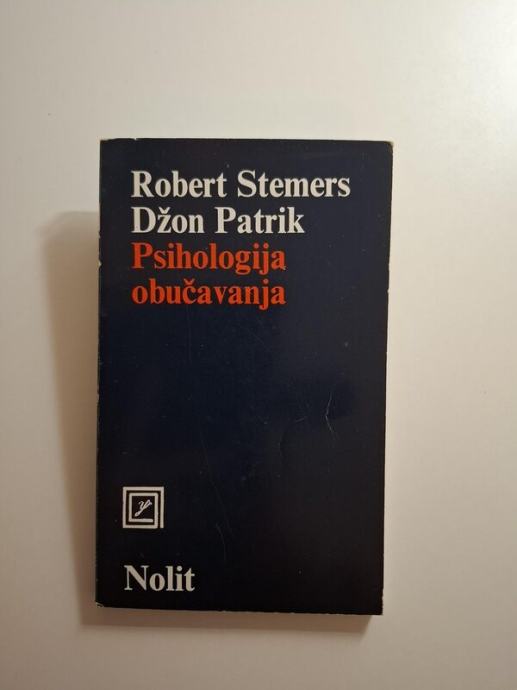 Robert Stemers
Džon Patrik
Psihologija
obučavanja
Nolit